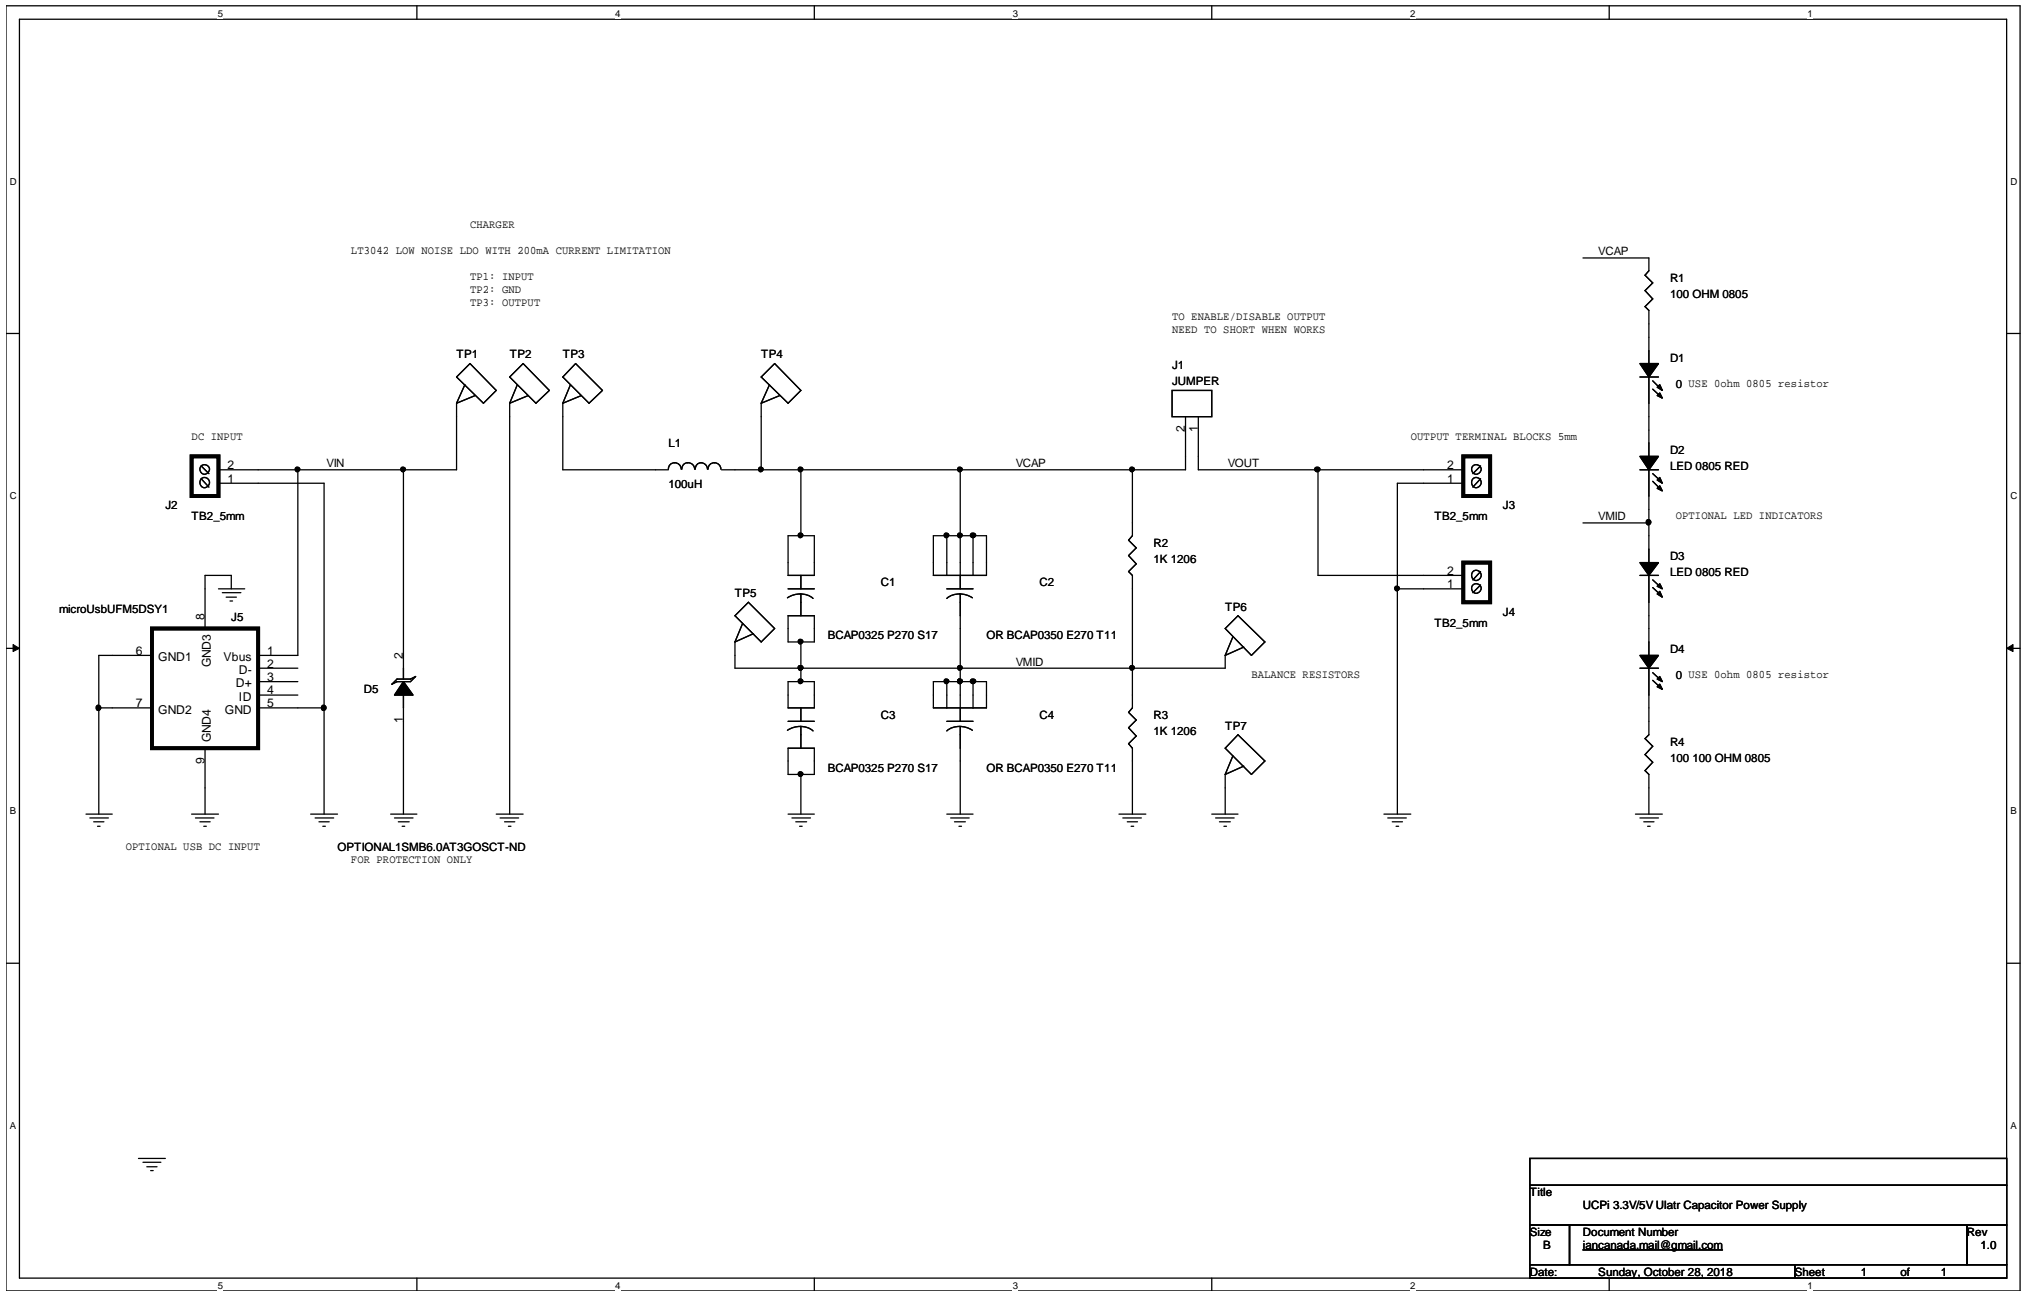 5
4
3
2
1
D
D
CHARGER
LT3042 LOW NOISE LDO WITH 200mA CURRENT LIMITATION
TP1: INPUT
TP2: GND
TP3: OUTPUT
VCAP
R1
100 OHM 0805
TO ENABLE/DISABLE OUTPUT
NEED TO SHORT WHEN WORKS
TP1
TP2
TP3
TP4
J1
JUMPER
2
1
D1
0 USE 0ohm 0805 resistor
DC INPUT
2
1
J2
TB2_5mm
VIN
L1
100uH
VCAP
VOUT
OUTPUT TERMINAL BLOCKS 5mm
2
1
J3
TB2_5mm
D2
LED 0805 RED
C
C
VMID
OPTIONAL LED INDICATORS
R2
1K 1206
D3
LED 0805 RED
2
1
J4
TB2_5mm
microUsbUFM5DSY1
J5
8
GND3
6
GND1
7
GND2
GND4
9
Vbus
1
D-
2
D+
3
ID
4
GND
5
D5
2
1
TP5
C1
BCAP0325 P270 S17
C2
OR BCAP0350 E270 T11
TP6
VMID
BALANCE RESISTORS
D4
0 USE 0ohm 0805 resistor
C3
BCAP0325 P270 S17
C4
OR BCAP0350 E270 T11
R3
1K 1206
TP7
R4
100 100 OHM 0805
B
B
OPTIONAL USB DC INPUT
OPTIONAL1SMB6.0AT3GOSCT-ND
FOR PROTECTION ONLY
A
A
Title
UCPi 3.3V/5V Ulatr Capacitor Power Supply
Size
B
Document Number
iancanada.mail@gmail.com
Rev
1.0
Date:
Sunday, October 28, 2018
Sheet
1 of 1
5
4
3
2
1